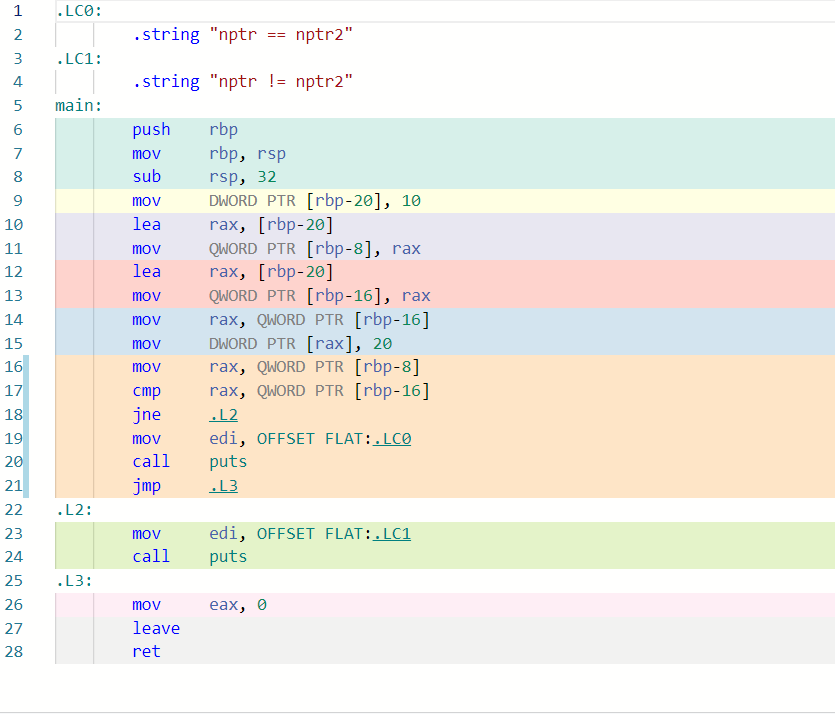 1 .LC0:
2 .string "nptr == nptr2"
3 .LC1:
4 .string "nptr != nptr2"
5 main:
6 push rbp
7 mov rbp, rsp
8 sub rsp, 32
9 mov DWORD PTR [rbp-20], 10
10 lea rax, [rbp-20]
11 mov QWORD PTR [rbp-8], rax
12 lea rax, [rbp-20]
13 mov QWORD PTR [rbp-16], rax
14 mov rax, QWORD PTR [rbp-16]
15 mov DWORD PTR [rax], 20
16 mov rax, QWORD PTR [rbp-8]
17 cmp rax, QWORD PTR [rbp-16]
18 jne .L2
19 mov edi, OFFSET FLAT:.LC0
20 call puts
21 jmp .L3
22 .L2:
23 mov edi, OFFSET FLAT:.LC1
24 call puts
25 .L3:
26 mov eax, 0
27 leave
28 ret